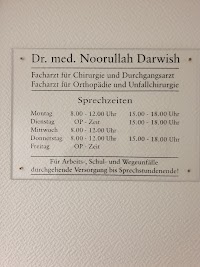 Dr. med. Noorullah Darwish
Facharzt für Chirurgie und Durchgangsarzt
Facharzt für Orthopädie und Unfallchirurgie
Sprechzeiten
Montag 8.00 - 12.00 Uhr 15.00 - 18.00 Uhr
Dienstag OP - Zeit 15.00 - 18.00 Uhr
Mittwoch 8.00 - 12.00 Uhr
Donnerstag 8.00 - 12.00 Uhr 15.00 - 18.00 Uhr
Freitag OP - Zeit
Für Arbeits-, Schul- und Wegeunfälle
durchgehende Versorgung bis Sprechstundenende!